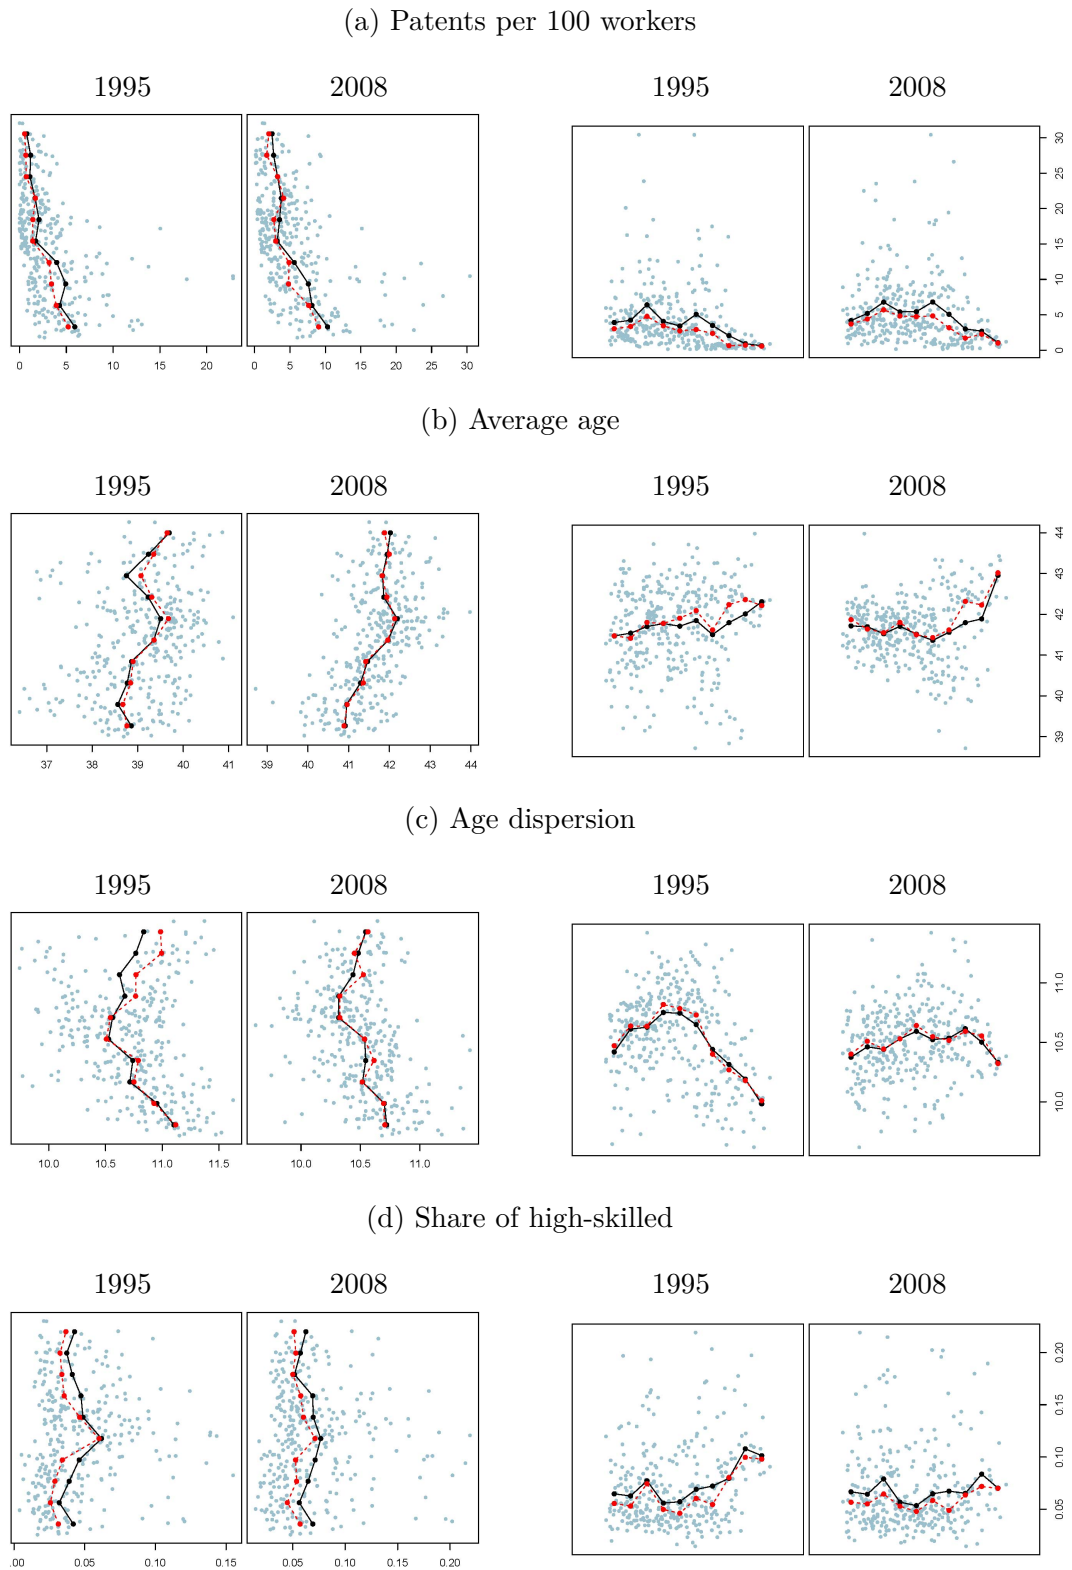 (a) Patents per 100 workers
1995 2008 1995 2008
0 5 10 15 20 0 5 10 15 20 25 30
0 5 10 15 20 25 30
(b) Average age
1995 2008 1995 2008
37 38 39 40 41 39 40 41 42 43 44
39 40 41 42 43 44
(c) Age dispersion
1995 2008 1995 2008
10.0 10.5 11.0 11.5 10.0 10.5 11.0
10.0 10.5 11.0
(d) Share of high-skilled
1995 2008 1995 2008
.00 0.05 0.10 0.15 0.05 0.10 0.15 0.20
0.05 0.10 0.15 0.20